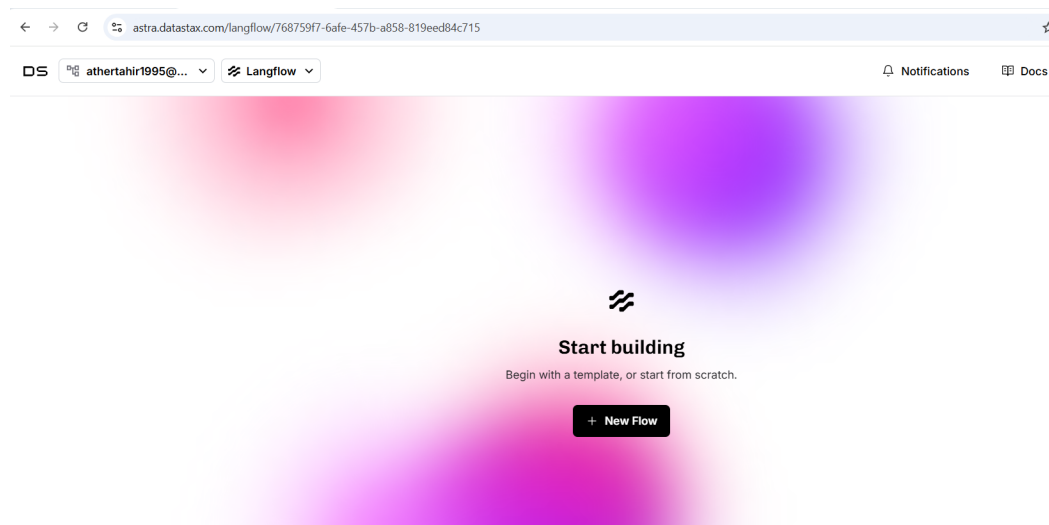 astra.datastax.com/langflow/768759f7-6afe-457b-a858-819eed84c715
DS athertahir1995@... Langflow Notifications Docs
Start building
Begin with a template, or start from scratch.
+ New Flow